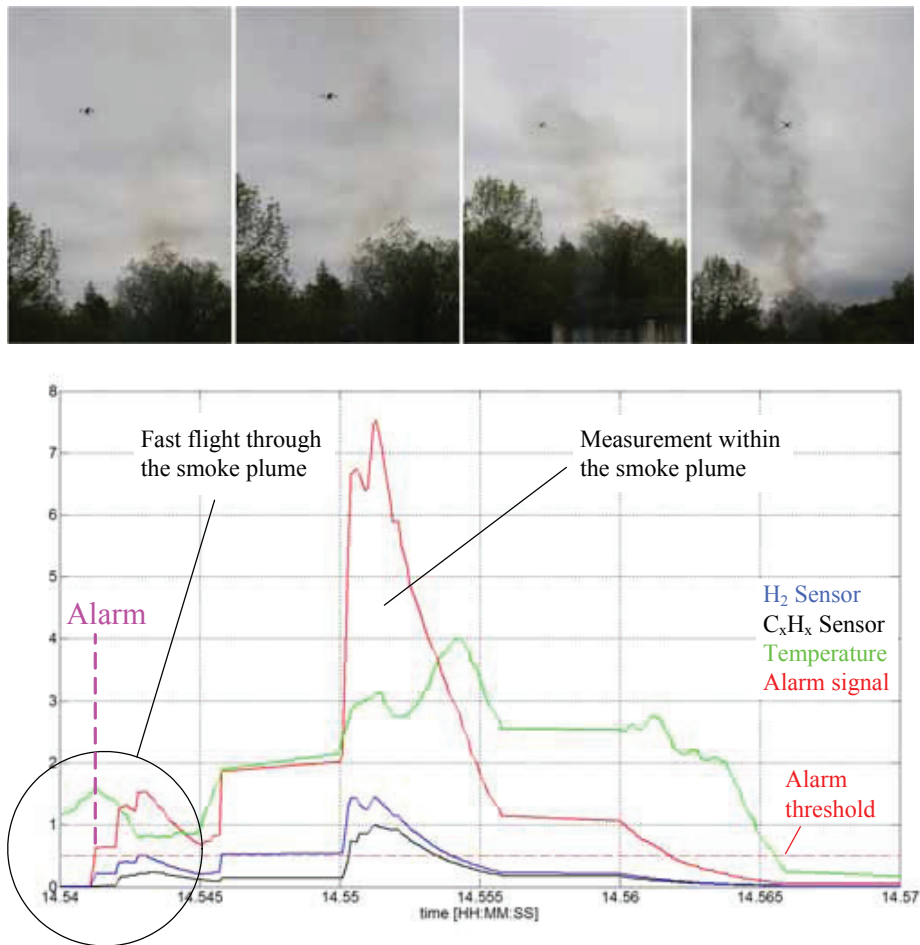 8
7
6
5
4
3
2
1
0
Fast flight through
the smoke plume
Measurement within
the smoke plume
Alarm
H₂ Sensor
CₓHₓ Sensor
Temperature
Alarm signal
Alarm
threshold
14.54 14.545 14.55 14.555 14.56 14.565 14.57
time [HH:MM:SS]